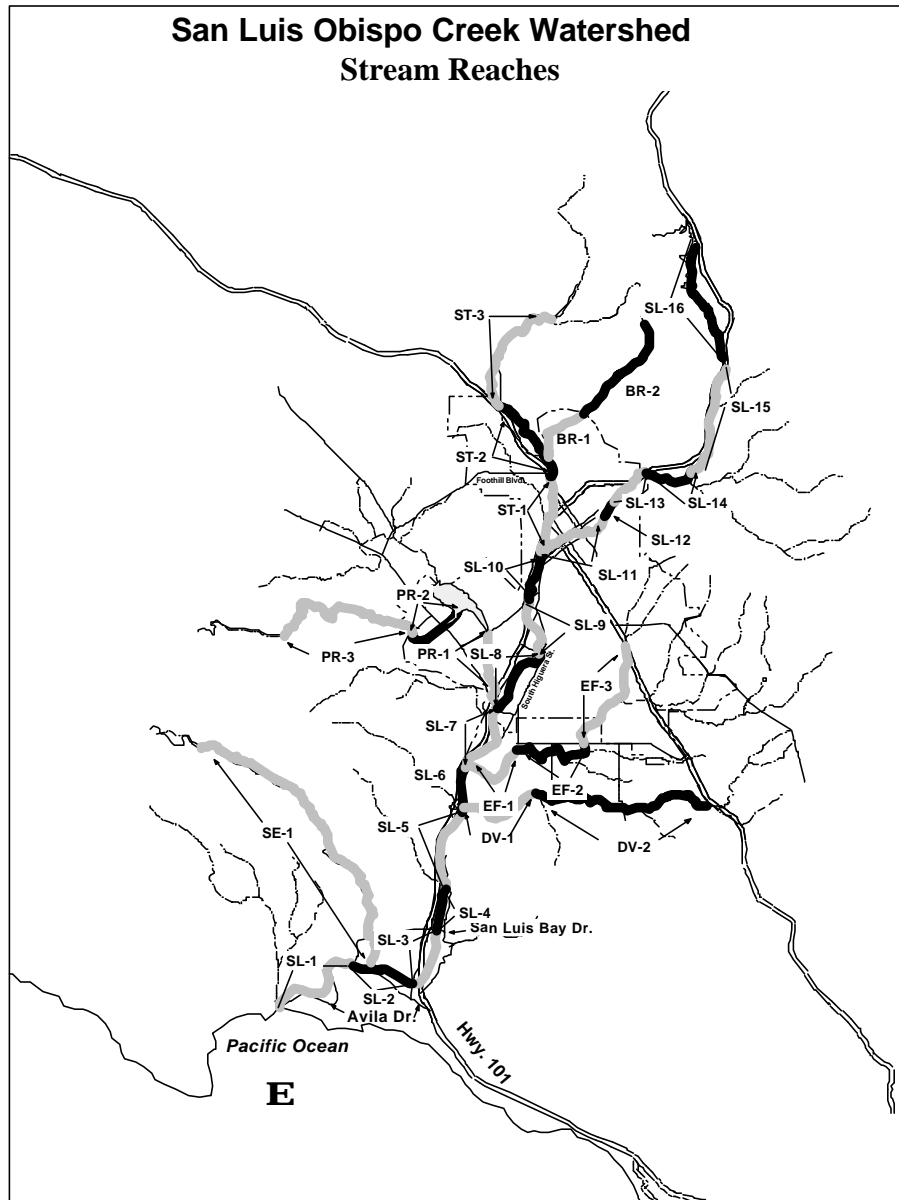 San Luis Obispo Creek Watershed
Stream Reaches
ST-3
SL-16
BR-2
SL-15
BR-1
ST-2
Foothill Blvd.
ST-1
SL-13
SL-14
SL-12
SL-10
SL-11
PR-2
SL-9
PR-3
PR-1
SL-8
South Higuera St.
EF-3
SL-7
SL-6
EF-1
EF-2
SL-5
DV-1
DV-2
SE-1
SL-4
San Luis Bay Dr.
SL-3
SL-1
SL-2
Avila Dr.
Hwy. 101
Pacific Ocean
E